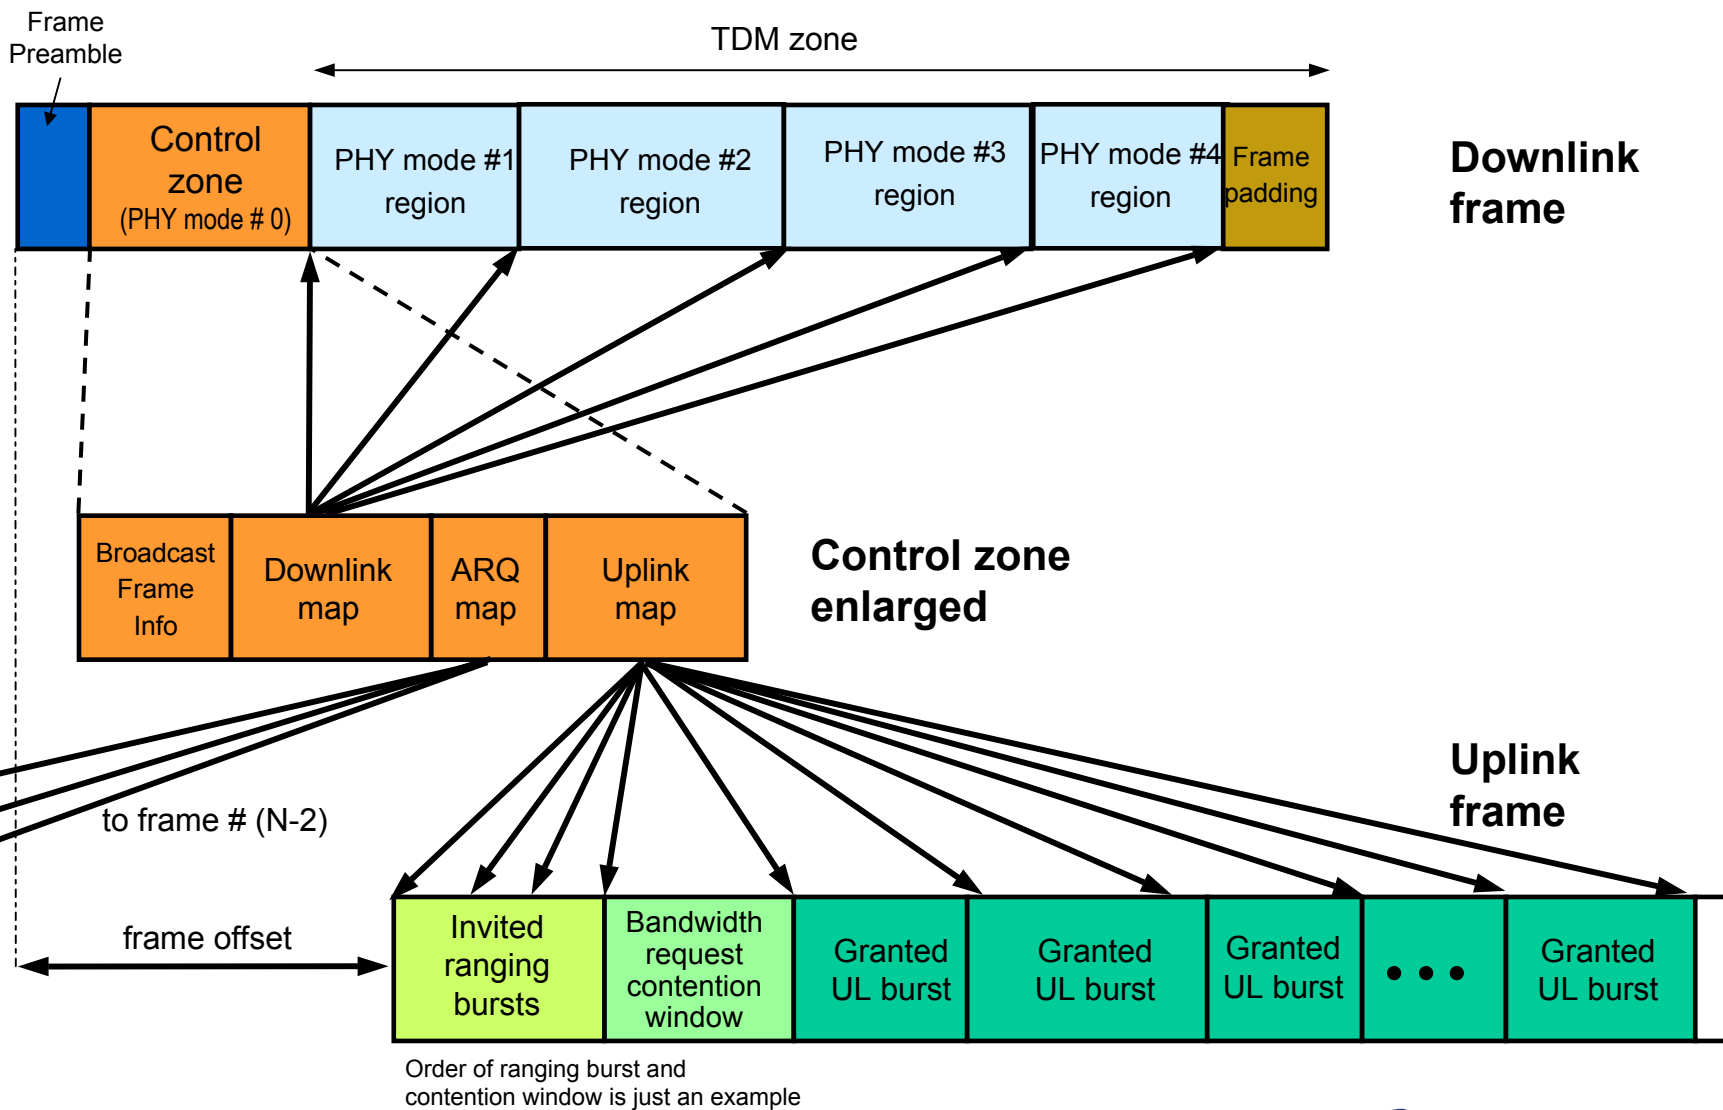 Frame
Preamble
TDM zone
Control
zone
(PHY mode # 0)
PHY mode #1
region
PHY mode #2
region
PHY mode #3
region
PHY mode #4
region
Frame
padding
Downlink
frame
Broadcast
Frame
Info
Downlink
map
ARQ
map
Uplink
map
Control zone
enlarged
to frame # (N-2)
Uplink
frame
frame offset
Invited
ranging
bursts
Bandwidth
request
contention
window
Granted
UL burst
Granted
UL burst
Granted
UL burst
• • •
Granted
UL burst
Order of ranging burst and
contention window is just an example